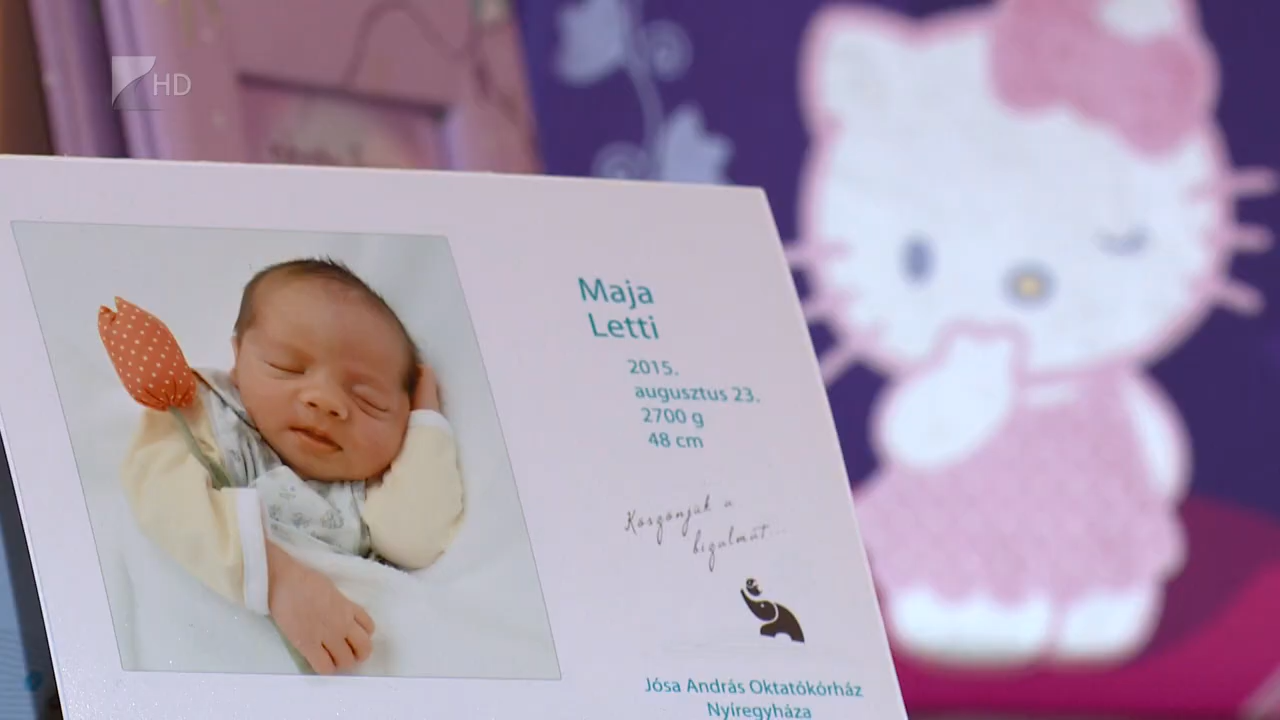 HD
Maja
Letti
2015.
augusztus 23.
2700 g
48 cm
Köszönjük a
bizalmat...
Jósa András Oktatókórház
Nyíregyháza